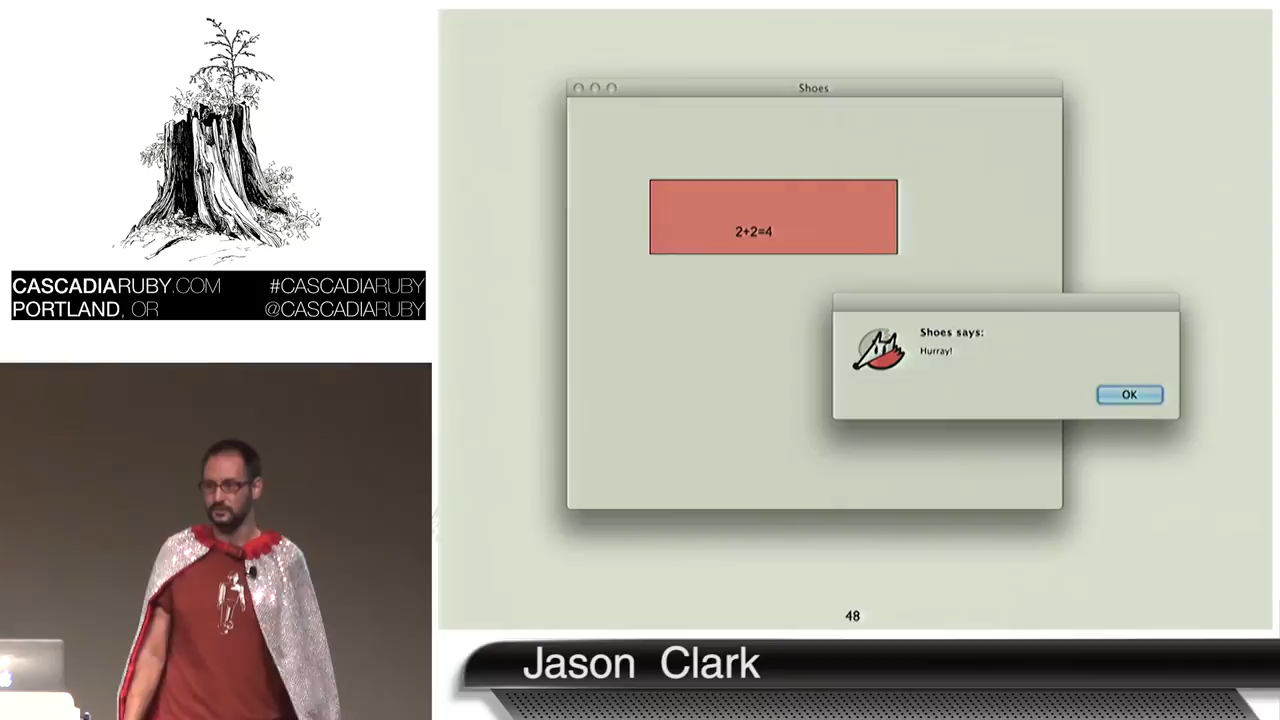 CASCADIARUBY.COM #CASCADIARUBY
PORTLAND, OR @CASCADIARUBY
Shoes
2+2=4
Shoes says:
Hurray!
OK
48
Jason Clark